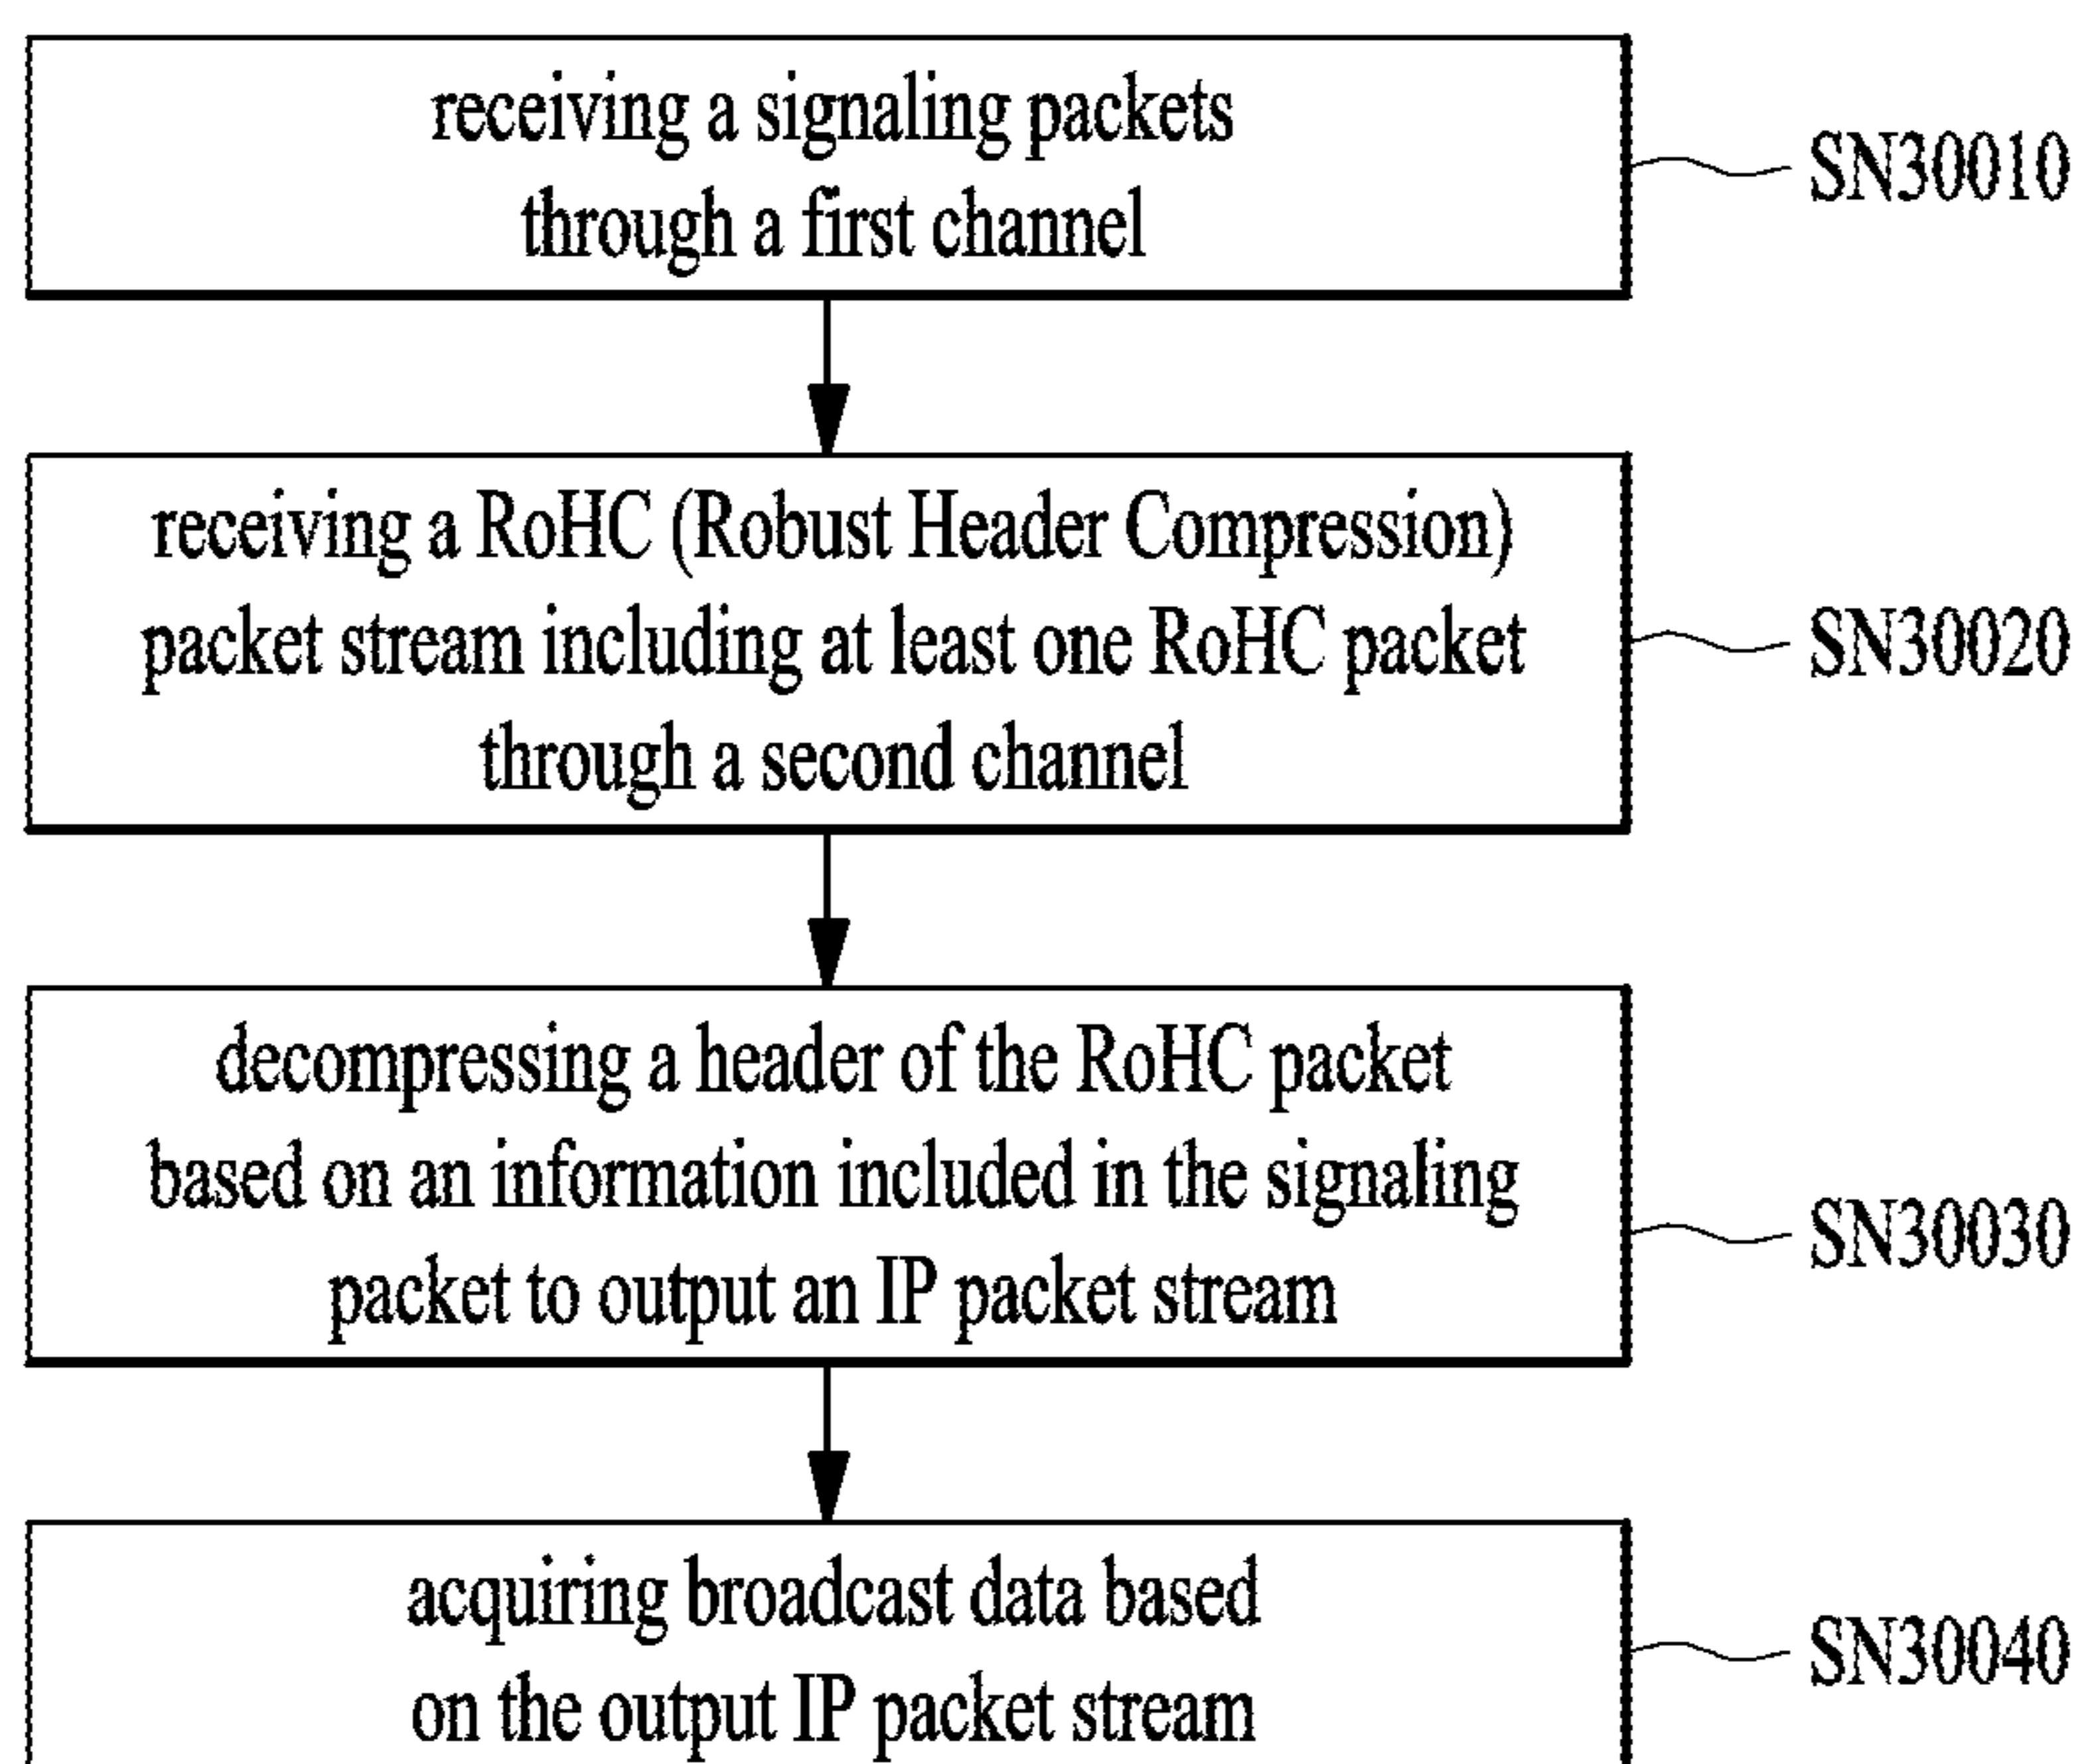 receiving a signaling packets
through a first channel
SN30010
receiving a RoHC (Robust Header Compression)
packet stream including at least one RoHC packet
through a second channel
SN30020
decompressing a header of the RoHC packet
based on an information included in the signaling
packet to output an IP packet stream
SN30030
acquiring broadcast data based
on the output IP packet stream
SN30040